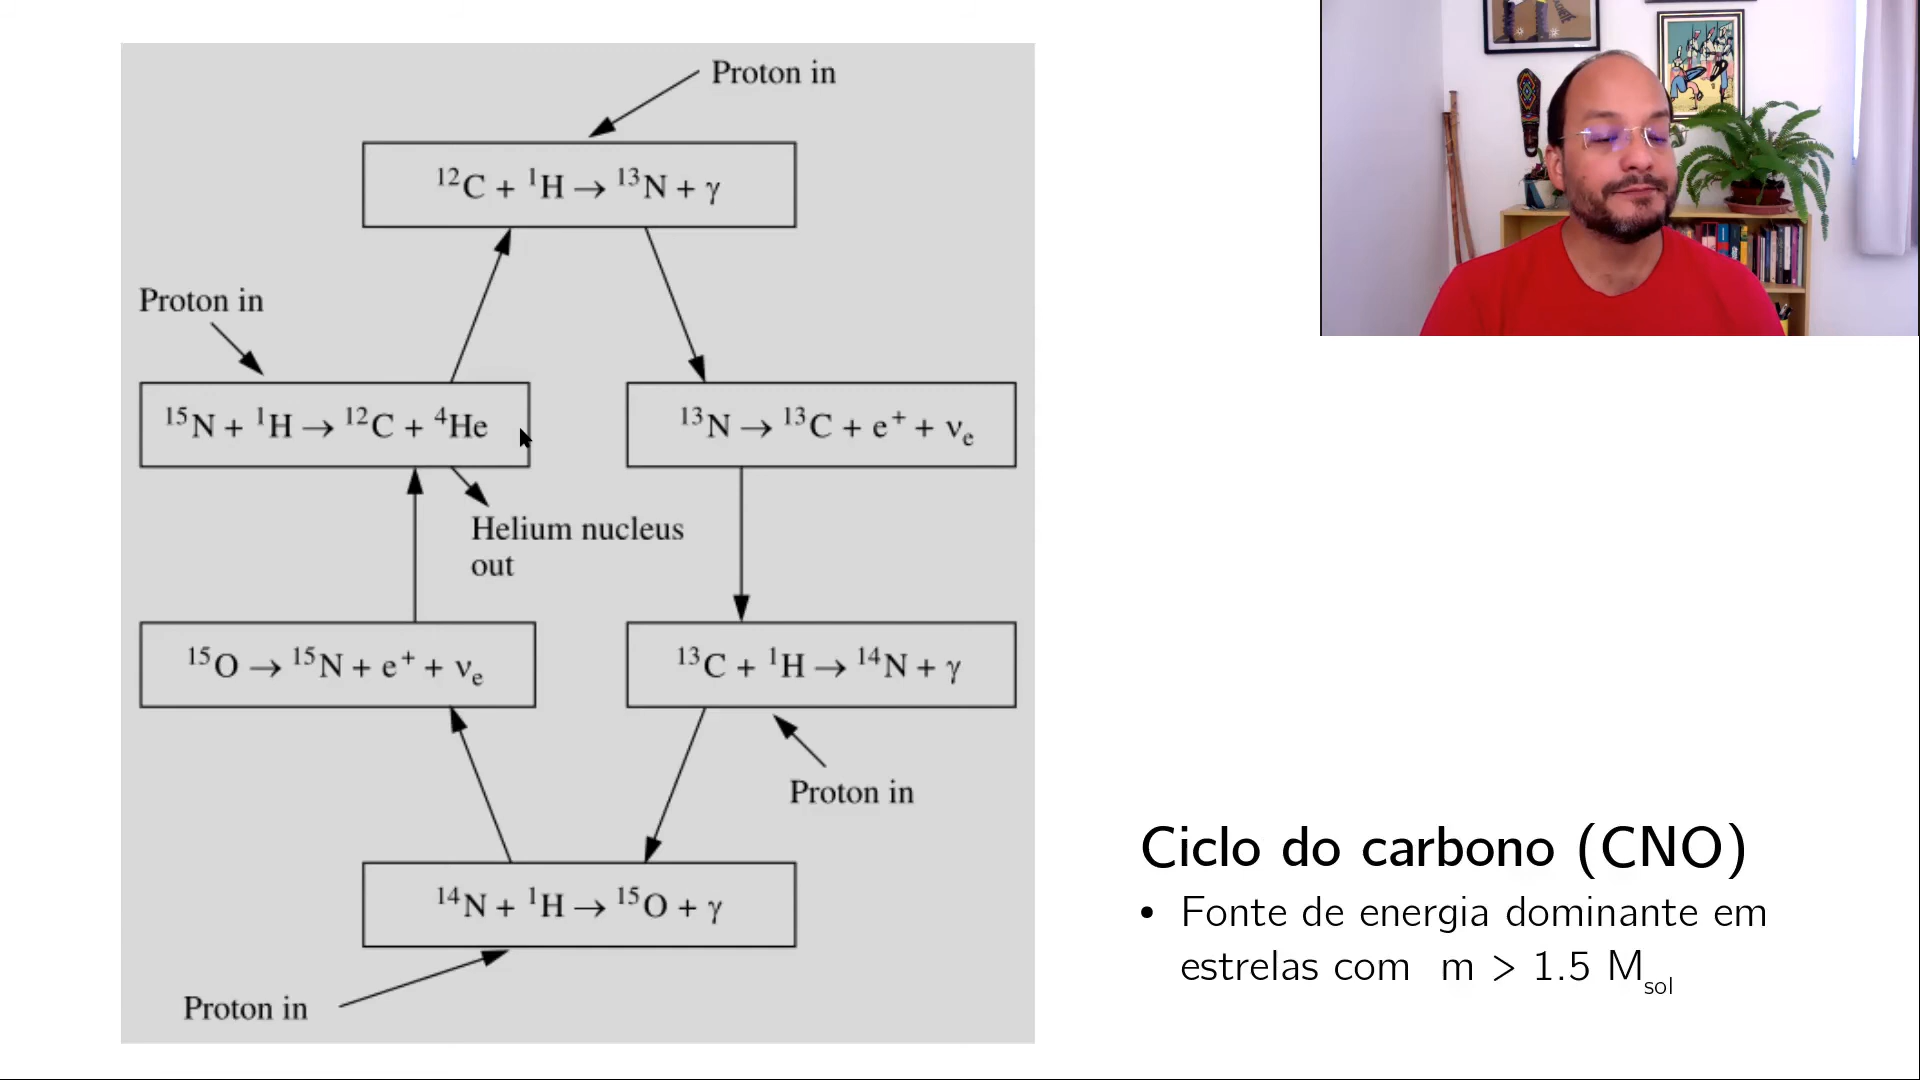 Proton in
¹²C + ¹H → ¹³N + γ
Proton in
¹⁵N + ¹H → ¹²C + ⁴He
¹³N → ¹³C + e⁺ + νₑ
Helium nucleus
out
¹⁵O → ¹⁵N + e⁺ + νₑ
¹³C + ¹H → ¹⁴N + γ
Proton in
¹⁴N + ¹H → ¹⁵O + γ
Proton in
Ciclo do carbono (CNO)
• Fonte de energia dominante em
estrelas com m > 1.5 M_sol